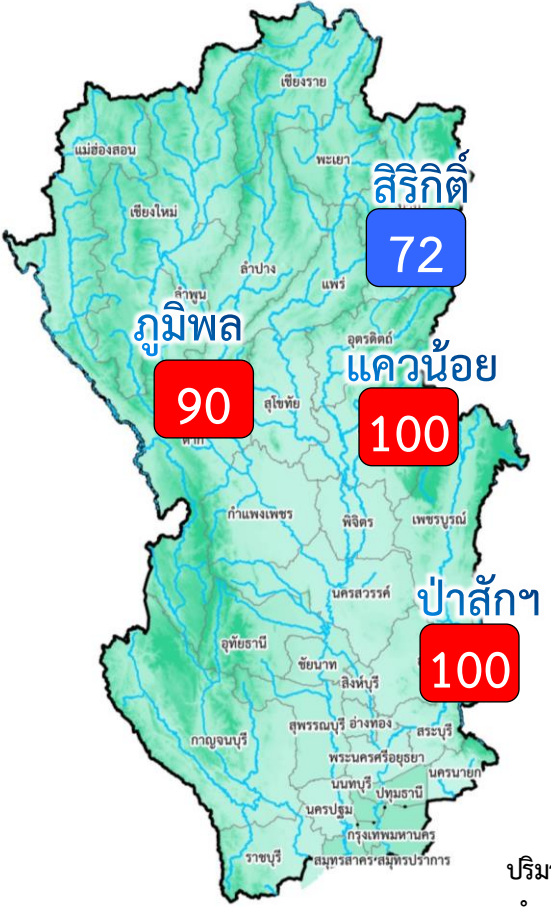 เชียงราย
แม่ฮ่องสอน
พะเยา
สิริกิติ์
เชียงใหม่
72
ลำปาง
แพร่
ลำพูน
ภูมิพล
อุตรดิตถ์
แควน้อย
90
สุโขทัย
100
ตาก
กำแพงเพชร
พิจิตร
เพชรบูรณ์
นครสวรรค์
ป่าสักฯ
อุทัยธานี
ชัยนาท
100
สิงห์บุรี
สุพรรณบุรี อ่างทอง
สระบุรี
กาญจนบุรี
พระนครศรีอยุธยา
นครนายก
นนทบุรี
ปทุมธานี
นครปฐม
กรุงเทพมหานคร
ราชบุรี
สมุทรสาคร สมุทรปราการ